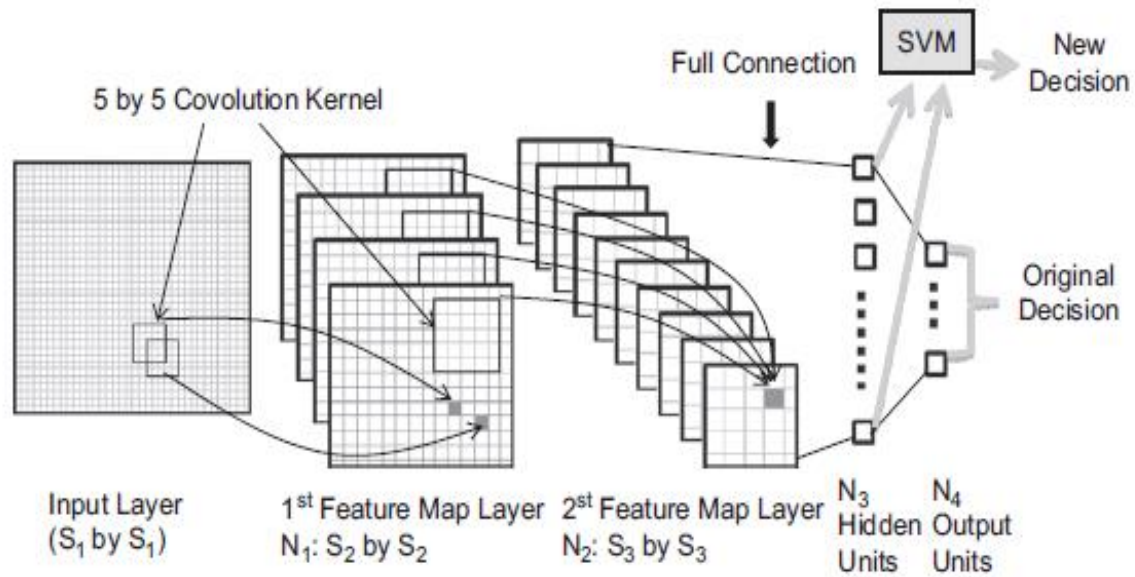 SVM
New
Decision
Full Connection
5 by 5 Covolution Kernel
Original
Decision
Input Layer
(S₁ by S₁)
1ˢᵗ Feature Map Layer
N₁: S₂ by S₂
2ˢᵗ Feature Map Layer
N₂: S₃ by S₃
N₃
Hidden
Units
N₄
Output
Units